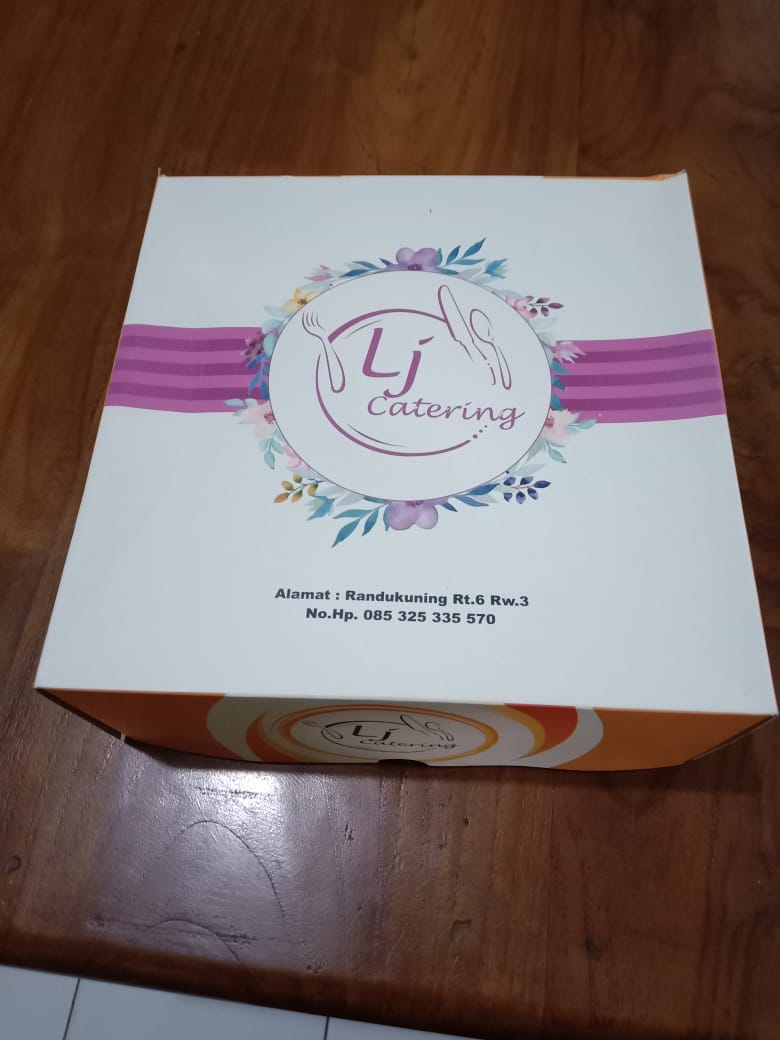 Lj
Catering
Alamat : Randukuning Rt.6 Rw.3
No.Hp. 085 325 335 570
Lj
Catering